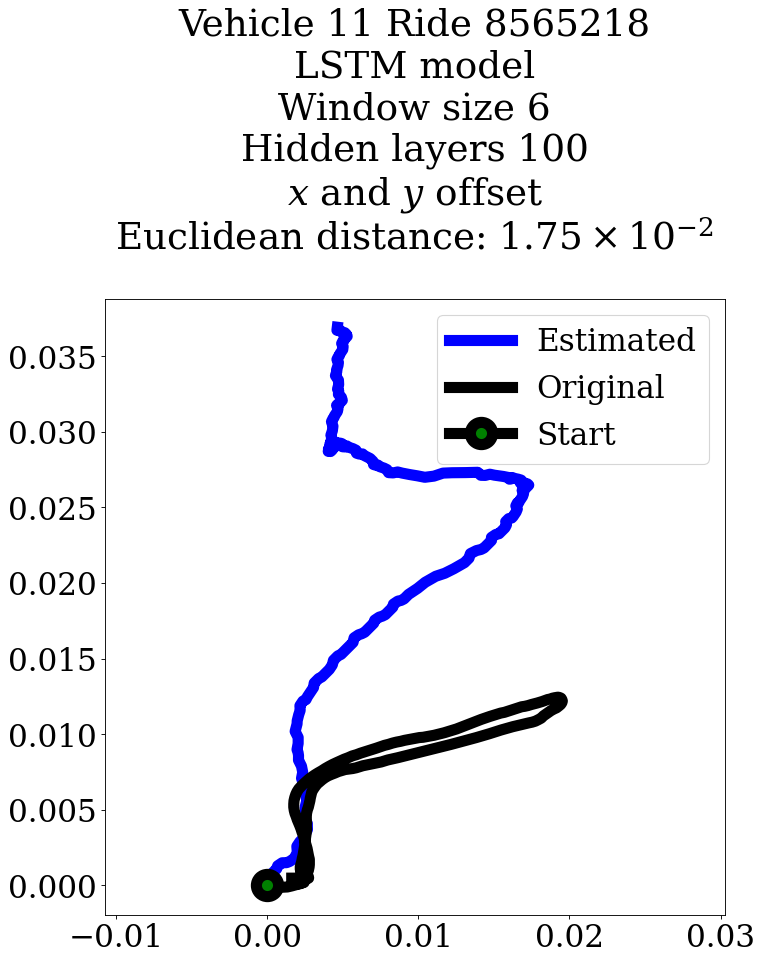 Vehicle 11 Ride 8565218
LSTM model
Window size 6
Hidden layers 100
x and y offset
Euclidean distance: 1.75 × 10⁻²
Estimated
Original
Start
0.035
0.030
0.025
0.020
0.015
0.010
0.005
0.000
−0.01 0.00 0.01 0.02 0.03